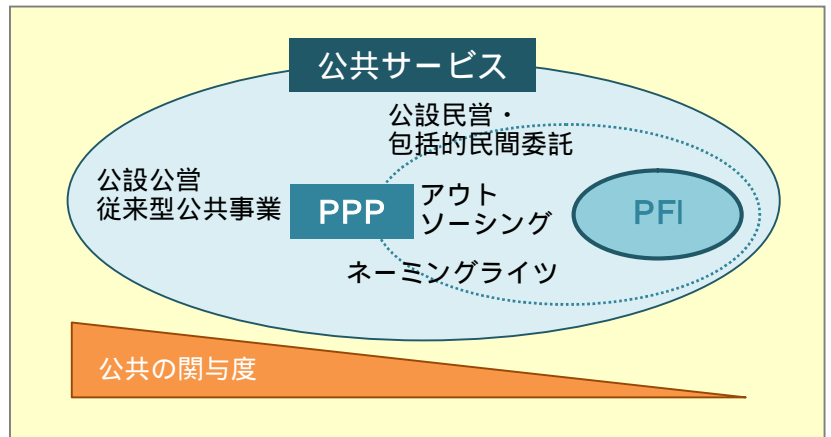 公共サービス
公設民営・
包括的民間委託
公設公営
従来型公共事業
PPP
アウト
ソーシング
PFI
ネーミングライツ
公共の関与度